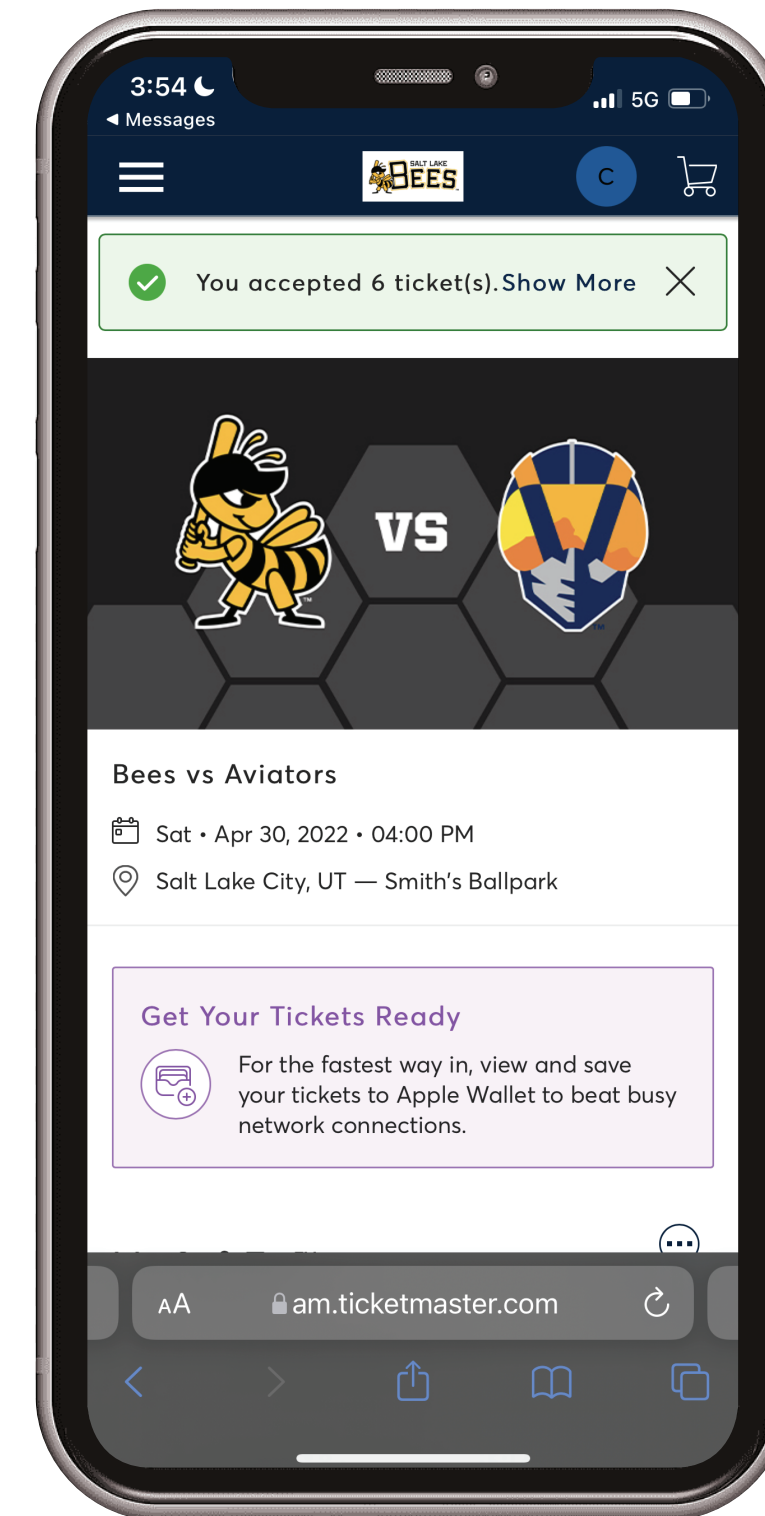 3:54
5G
◀ Messages
SALT LAKE
BEES
C
You accepted 6 ticket(s). Show More
VS
TM
TM
Bees vs Aviators
Sat • Apr 30, 2022 • 04:00 PM
Salt Lake City, UT — Smith's Ballpark
Get Your Tickets Ready
For the fastest way in, view and save
your tickets to Apple Wallet to beat busy
network connections.
AA
am.ticketmaster.com